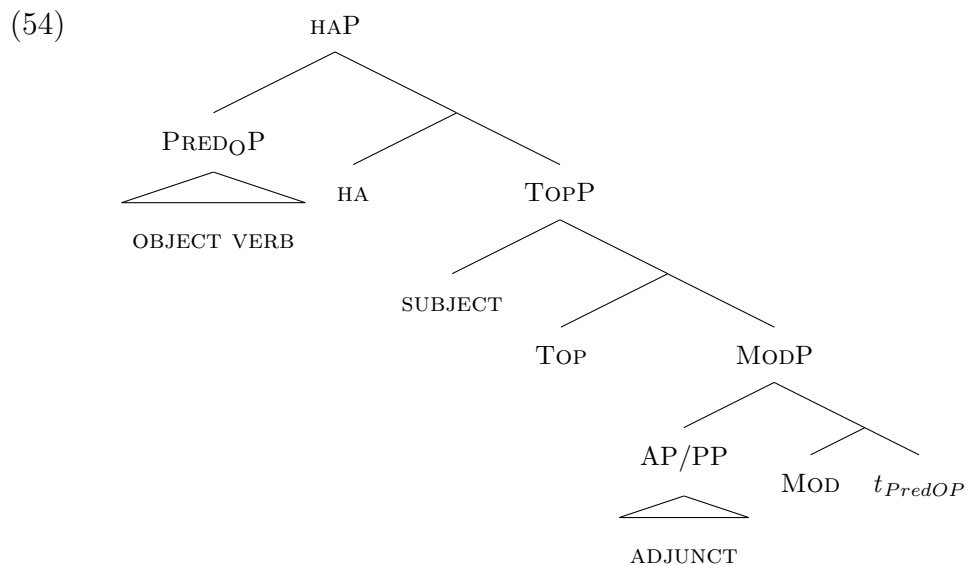 (54)
HAP
PREDOP
HA
TOPP
OBJECT VERB
SUBJECT
TOP
MODP
AP/PP
MOD
tPredOP
ADJUNCT